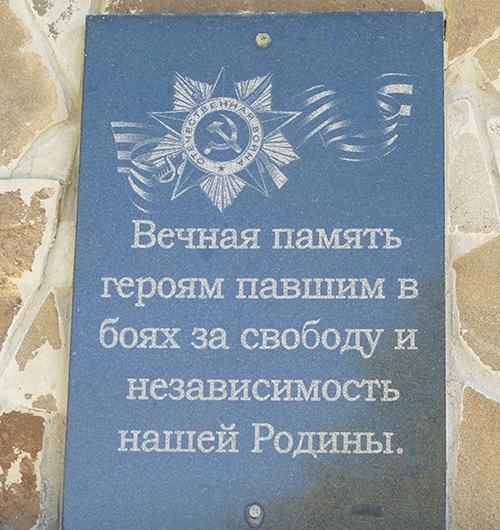 ОТЕЧЕСТВЕННАЯ ВОЙНА
Вечная память
героям павшим в
боях за свободу и
независимость
нашей Родины.